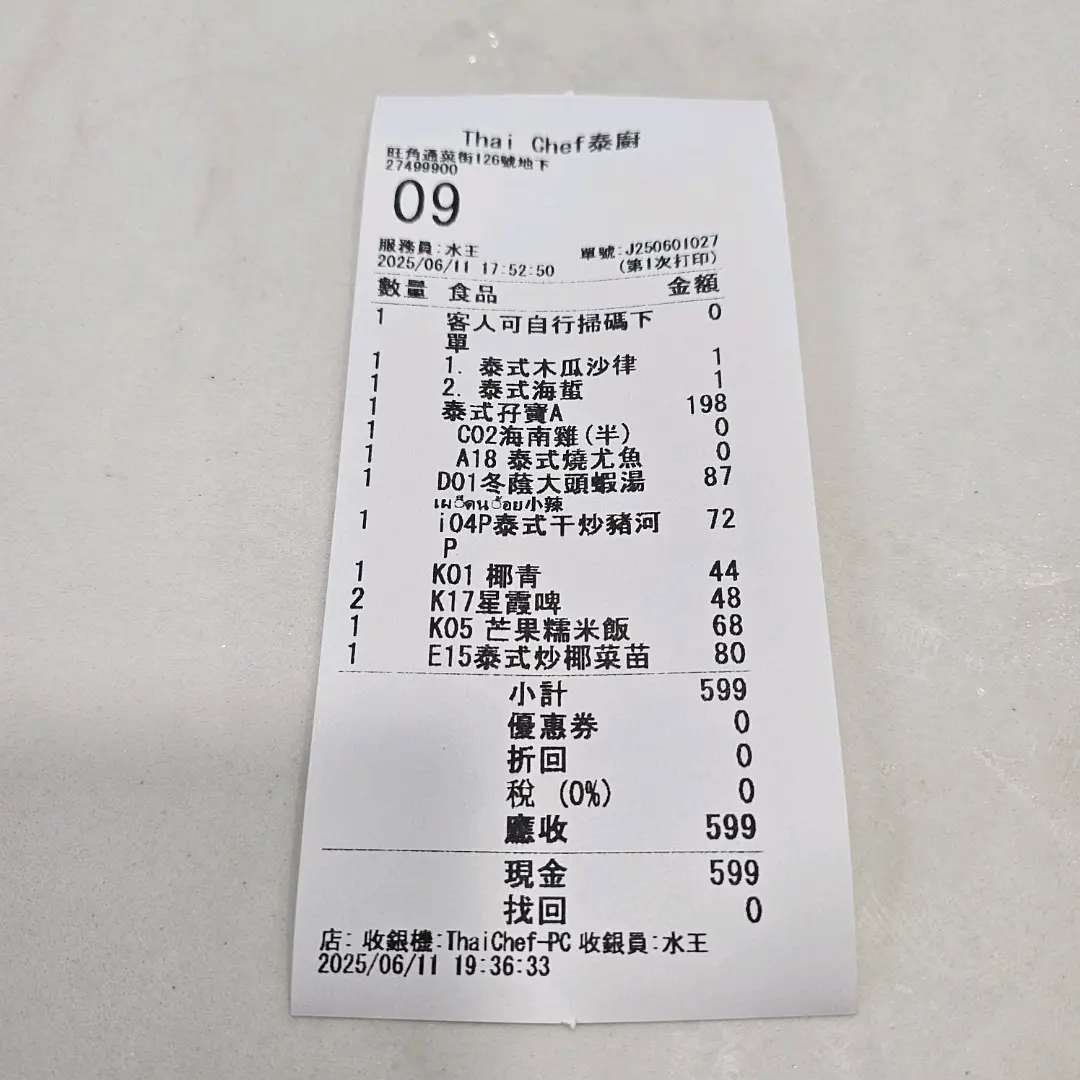 Thai Chef泰廚
旺角通菜街126號地下
27499900
09
服務員:水王 單號:J250601027
2025/06/11 17:52:50 (第1次打印)
數量 食品 金額
1 客人可自行掃碼下 0
單
1 1. 泰式木瓜沙律 1
1 2. 泰式海蜇 1
1 泰式孖寶A 198
1 C02海南雞(半) 0
1 A18 泰式燒尤魚 0
1 D01冬蔭大頭蝦湯 87
小辣
1 i04P泰式干炒豬河 72
P
1 K01 椰青 44
2 K17星霞啤 48
1 K05 芒果糯米飯 68
1 E15泰式炒椰菜苗 80
小計 599
優惠券 0
折回 0
稅 (0%) 0
應收 599
現金 599
找回 0
店: 收銀機:ThaiChef-PC 收銀員:水王
2025/06/11 19:36:33